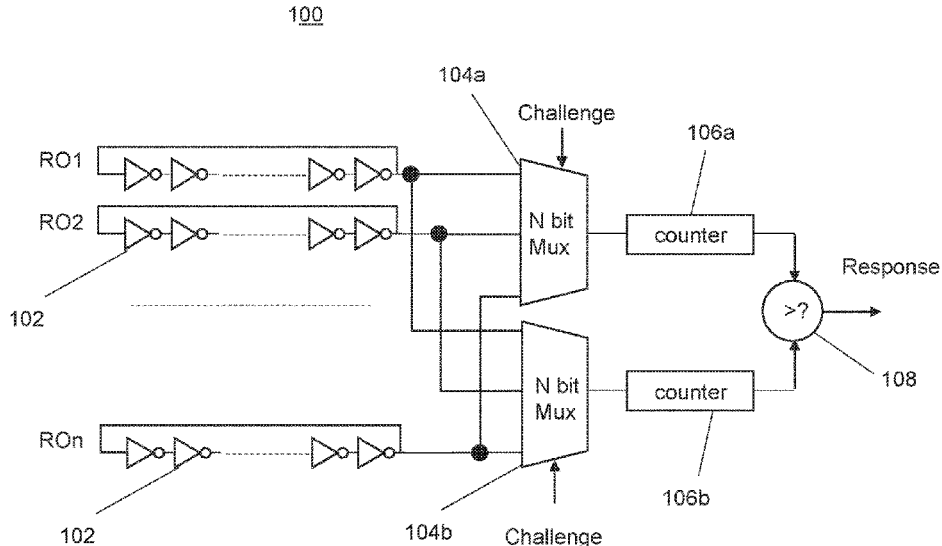 100
104a
Challenge
106a
RO1
RO2
N bit
Mux
counter
Response
102
>?
108
N bit
Mux
counter
ROn
106b
102
104b
Challenge